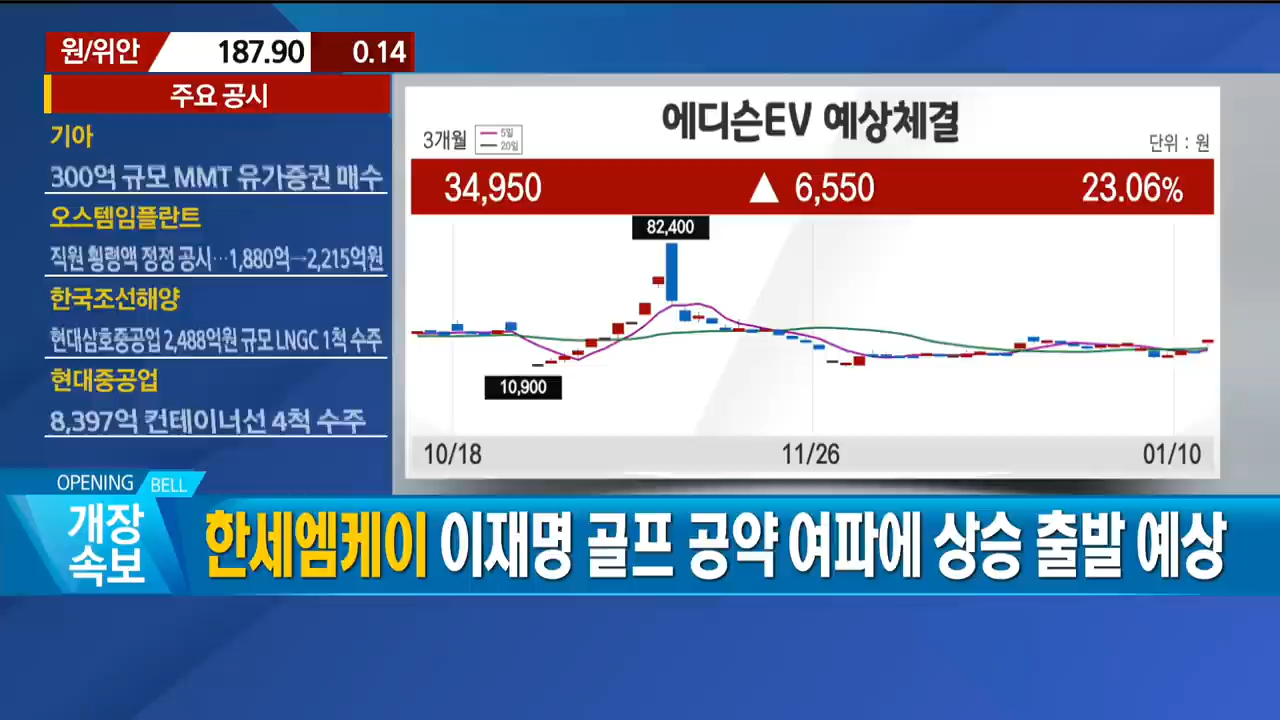 원/위안 187.90 0.14
주요 공시
기아
300억 규모 MMT 유가증권 매수
오스템임플란트
직원 횡령액 정정 공시…1,880억→2,215억원
한국조선해양
현대삼호중공업 2,488억원 규모 LNGC 1척 수주
현대중공업
8,397억 컨테이너선 4척 수주
에디슨EV 예상체결
3개월
5일
20일
단위 : 원
34,950 ▲ 6,550 23.06%
82,400
10,900
10/18 11/26 01/10
OPENING BELL
개장
속보
한세엠케이 이재명 골프 공약 여파에 상승 출발 예상